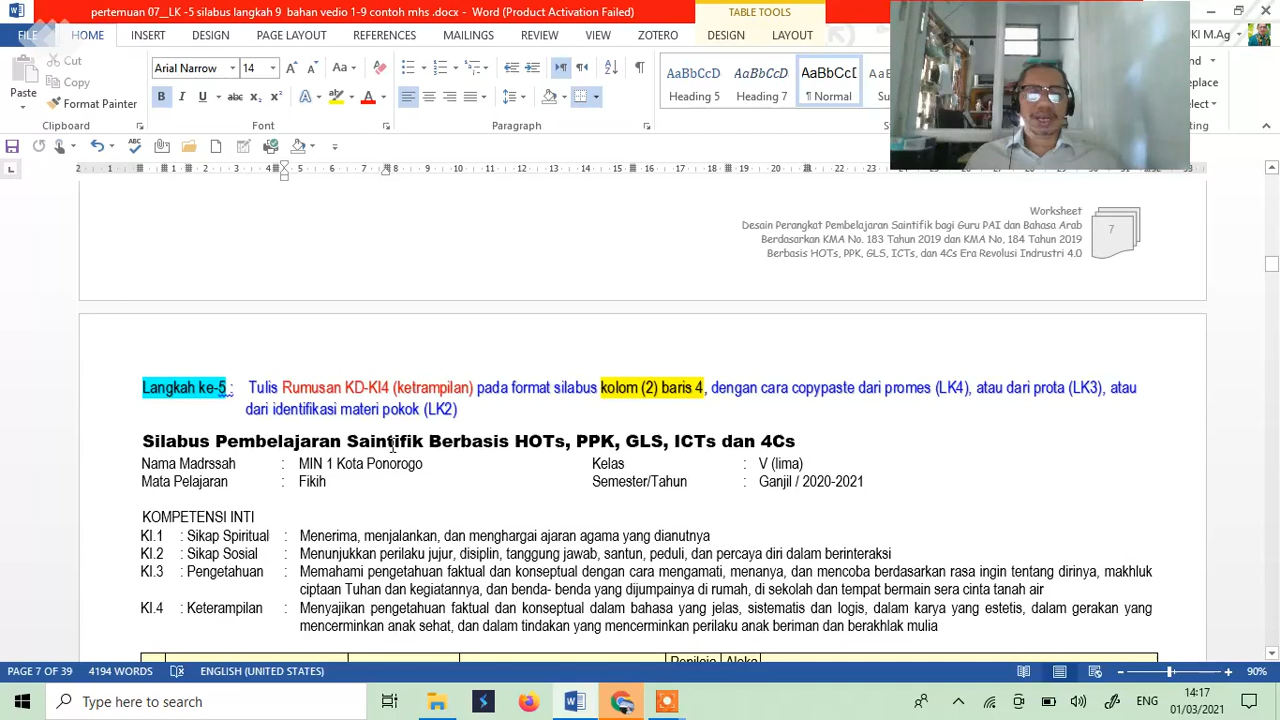 pertemuan 07__LK -5 silabus langkah 9 bahan vedio 1-9 contoh mhs .docx - Word (Product Activation Failed)
TABLE TOOLS
FILE HOME INSERT DESIGN PAGE LAYOUT REFERENCES MAILINGS REVIEW VIEW ZOTERO DESIGN LAYOUT KI M.Ag
Cut
Copy
Paste
Format Painter
Arial Narrow 14
AaBbCcD AaBbCcD AaBbCcD
Heading 5 Heading 7 ¶ Normal
Clipboard Font Paragraph
Worksheet
Desain Perangkat Pembelajaran Saintifik bagi Guru PAI dan Bahasa Arab
Berdasarkan KMA No. 183 Tahun 2019 dan KMA No, 184 Tahun 2019
Berbasis HOTs, PPK, GLS, ICTs, dan 4Cs Era Revolusi Indrustri 4.0
7
Langkah ke-5 : Tulis Rumusan KD-KI4 (ketrampilan) pada format silabus kolom (2) baris 4, dengan cara copypaste dari promes (LK4), atau dari prota (LK3), atau
dari identifikasi materi pokok (LK2)
Silabus Pembelajaran Saintifik Berbasis HOTs, PPK, GLS, ICTs dan 4Cs
Nama Madrssah : MIN 1 Kota Ponorogo Kelas : V (lima)
Mata Pelajaran : Fikih Semester/Tahun : Ganjil / 2020-2021
KOMPETENSI INTI
KI.1 : Sikap Spiritual : Menerima, menjalankan, dan menghargai ajaran agama yang dianutnya
KI.2 : Sikap Sosial : Menunjukkan perilaku jujur, disiplin, tanggung jawab, santun, peduli, dan percaya diri dalam berinteraksi
KI.3 : Pengetahuan : Memahami pengetahuan faktual dan konseptual dengan cara mengamati, menanya, dan mencoba berdasarkan rasa ingin tentang dirinya, makhluk
ciptaan Tuhan dan kegiatannya, dan benda- benda yang dijumpainya di rumah, di sekolah dan tempat bermain sera cinta tanah air
KI.4 : Keterampilan : Menyajikan pengetahuan faktual dan konseptual dalam bahasa yang jelas, sistematis dan logis, dalam karya yang estetis, dalam gerakan yang
mencerminkan anak sehat, dan dalam tindakan yang mencerminkan perilaku anak beriman dan berakhlak mulia
PAGE 7 OF 39 4194 WORDS ENGLISH (UNITED STATES) 90%
Type here to search
ENG
14:17
01/03/2021